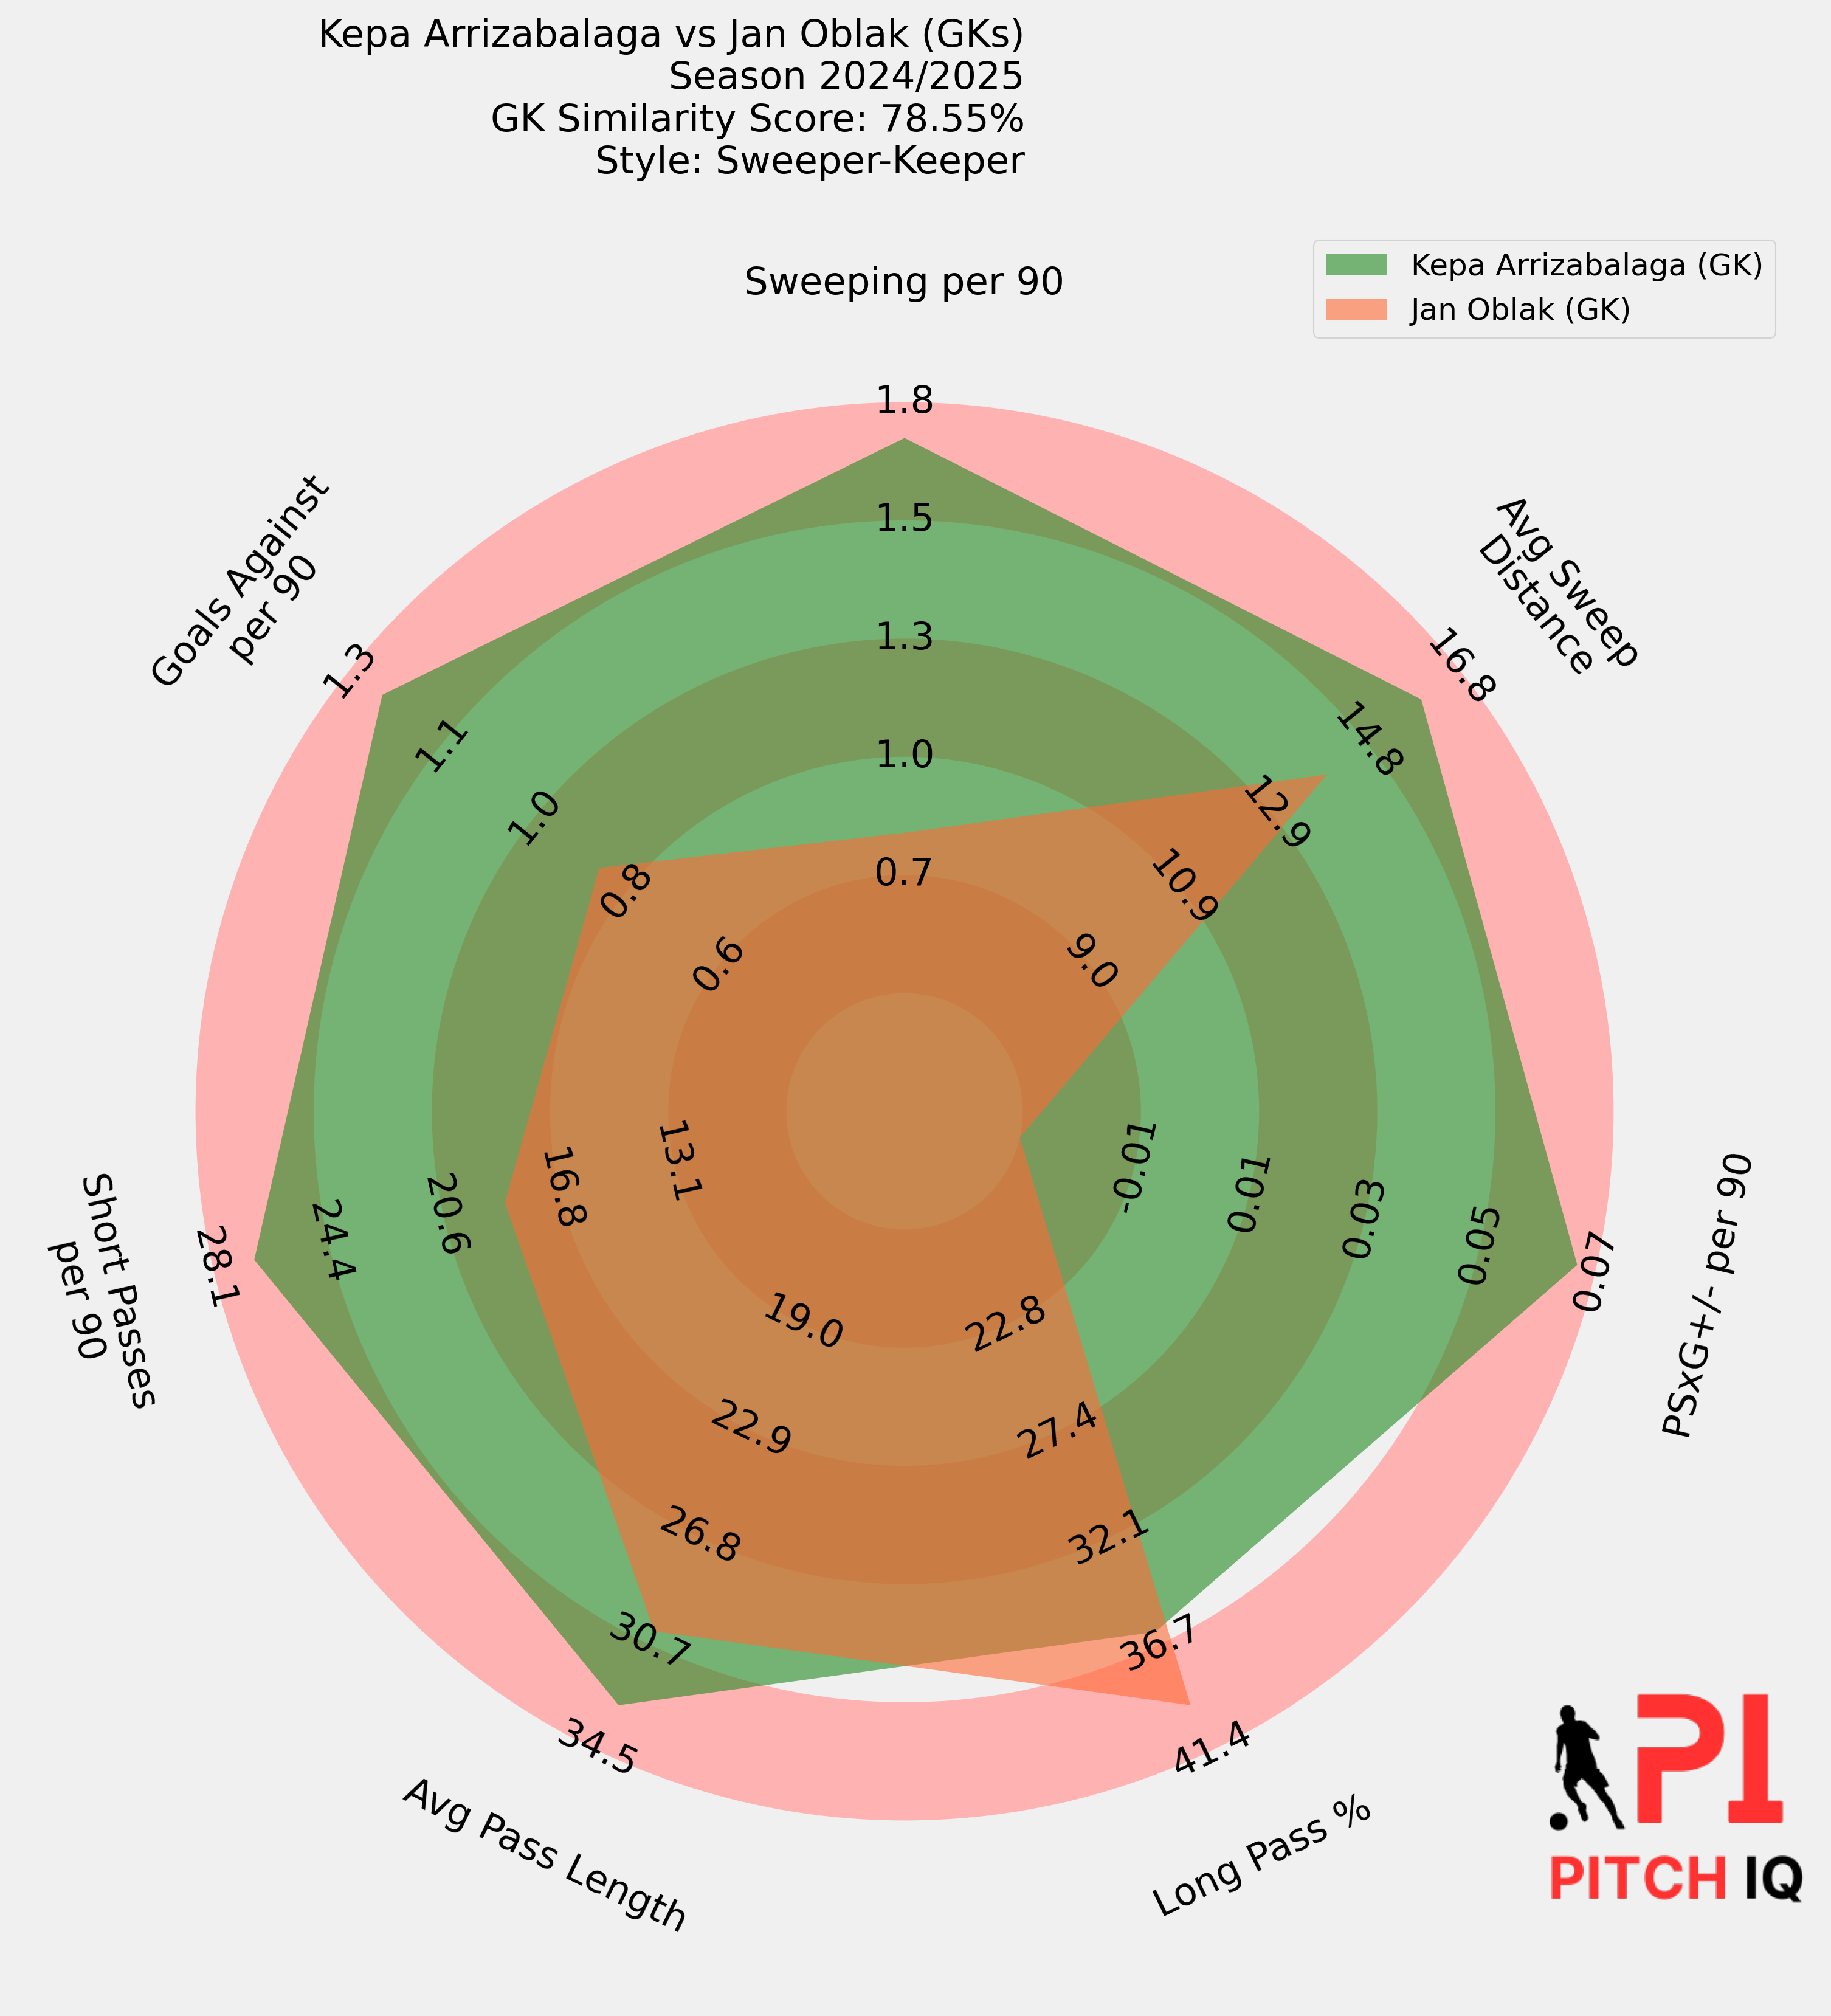 Kepa Arrizabalaga vs Jan Oblak (GKs)
Season 2024/2025
GK Similarity Score: 78.55%
Style: Sweeper-Keeper
Kepa Arrizabalaga (GK)
Jan Oblak (GK)
Sweeping per 90
1.8
1.5
1.3
1.0
0.7
Avg Sweep
Distance
16.8
14.8
12.9
10.9
9.0
PSxG+/- per 90
-0.01
0.01
0.03
0.05
0.07
Long Pass %
22.8
27.4
32.1
36.7
41.4
Avg Pass Length
19.0
22.9
26.8
30.7
34.5
Short Passes
per 90
13.1
16.8
20.6
24.4
28.1
Goals Against
per 90
1.3
1.1
1.0
0.8
0.6
PI
PITCH IQ